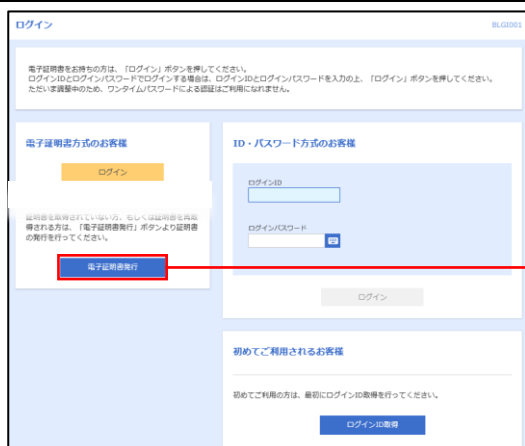 ログイン
BLGI001
電子証明書をお持ちの方は、「ログイン」ボタンを押してください。
ログインIDとログインパスワードでログインする場合は、ログインIDとログインパスワードを入力の上、「ログイン」ボタンを押してください。
ただいま調整中のため、ワンタイムパスワードによる認証はご利用になれません。
電子証明書方式のお客様
ログイン
証明書を取得されていない方、もしくは証明書を再取
得される方は、「電子証明書発行」ボタンより証明書
の発行を行ってください。
電子証明書発行
ID・パスワード方式のお客様
ログインID
ログインパスワード
ログイン
初めてご利用されるお客様
初めてご利用の方は、最初にログインID取得を行ってください。
ログインID取得